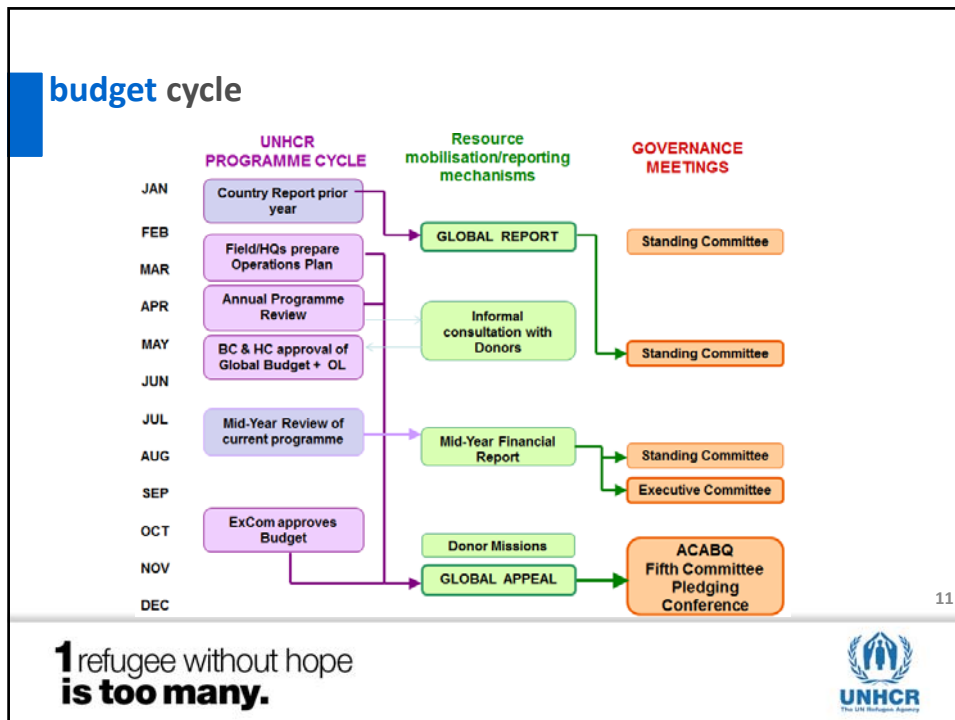 budget cycle
UNHCR
PROGRAMME CYCLE
Resource
mobilisation/reporting
mechanisms
GOVERNANCE
MEETINGS
JAN
FEB
MAR
APR
MAY
JUN
JUL
AUG
SEP
OCT
NOV
DEC
Country Report prior
year
Field/HQs prepare
Operations Plan
Annual Programme
Review
BC & HC approval of
Global Budget + OL
Mid-Year Review of
current programme
ExCom approves
Budget
GLOBAL REPORT
Informal
consultation with
Donors
Mid-Year Financial
Report
Donor Missions
GLOBAL APPEAL
Standing Committee
Standing Committee
Standing Committee
Executive Committee
ACABQ
Fifth Committee
Pledging
Conference
11
1 refugee without hope
is too many.
UNHCR
The UN Refugee Agency